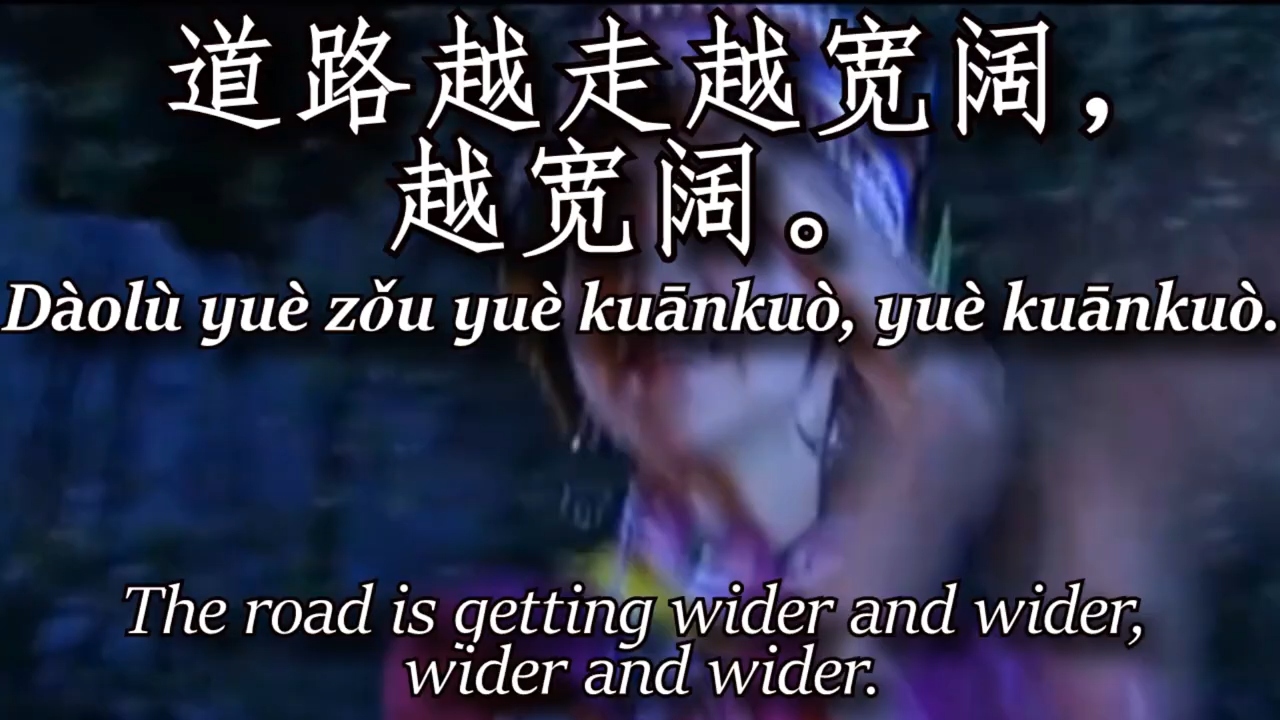 道路越走越宽阔，
越宽阔。
Dàolù yuè zǒu yuè kuānkuò, yuè kuānkuò.
The road is getting wider and wider,
wider and wider.